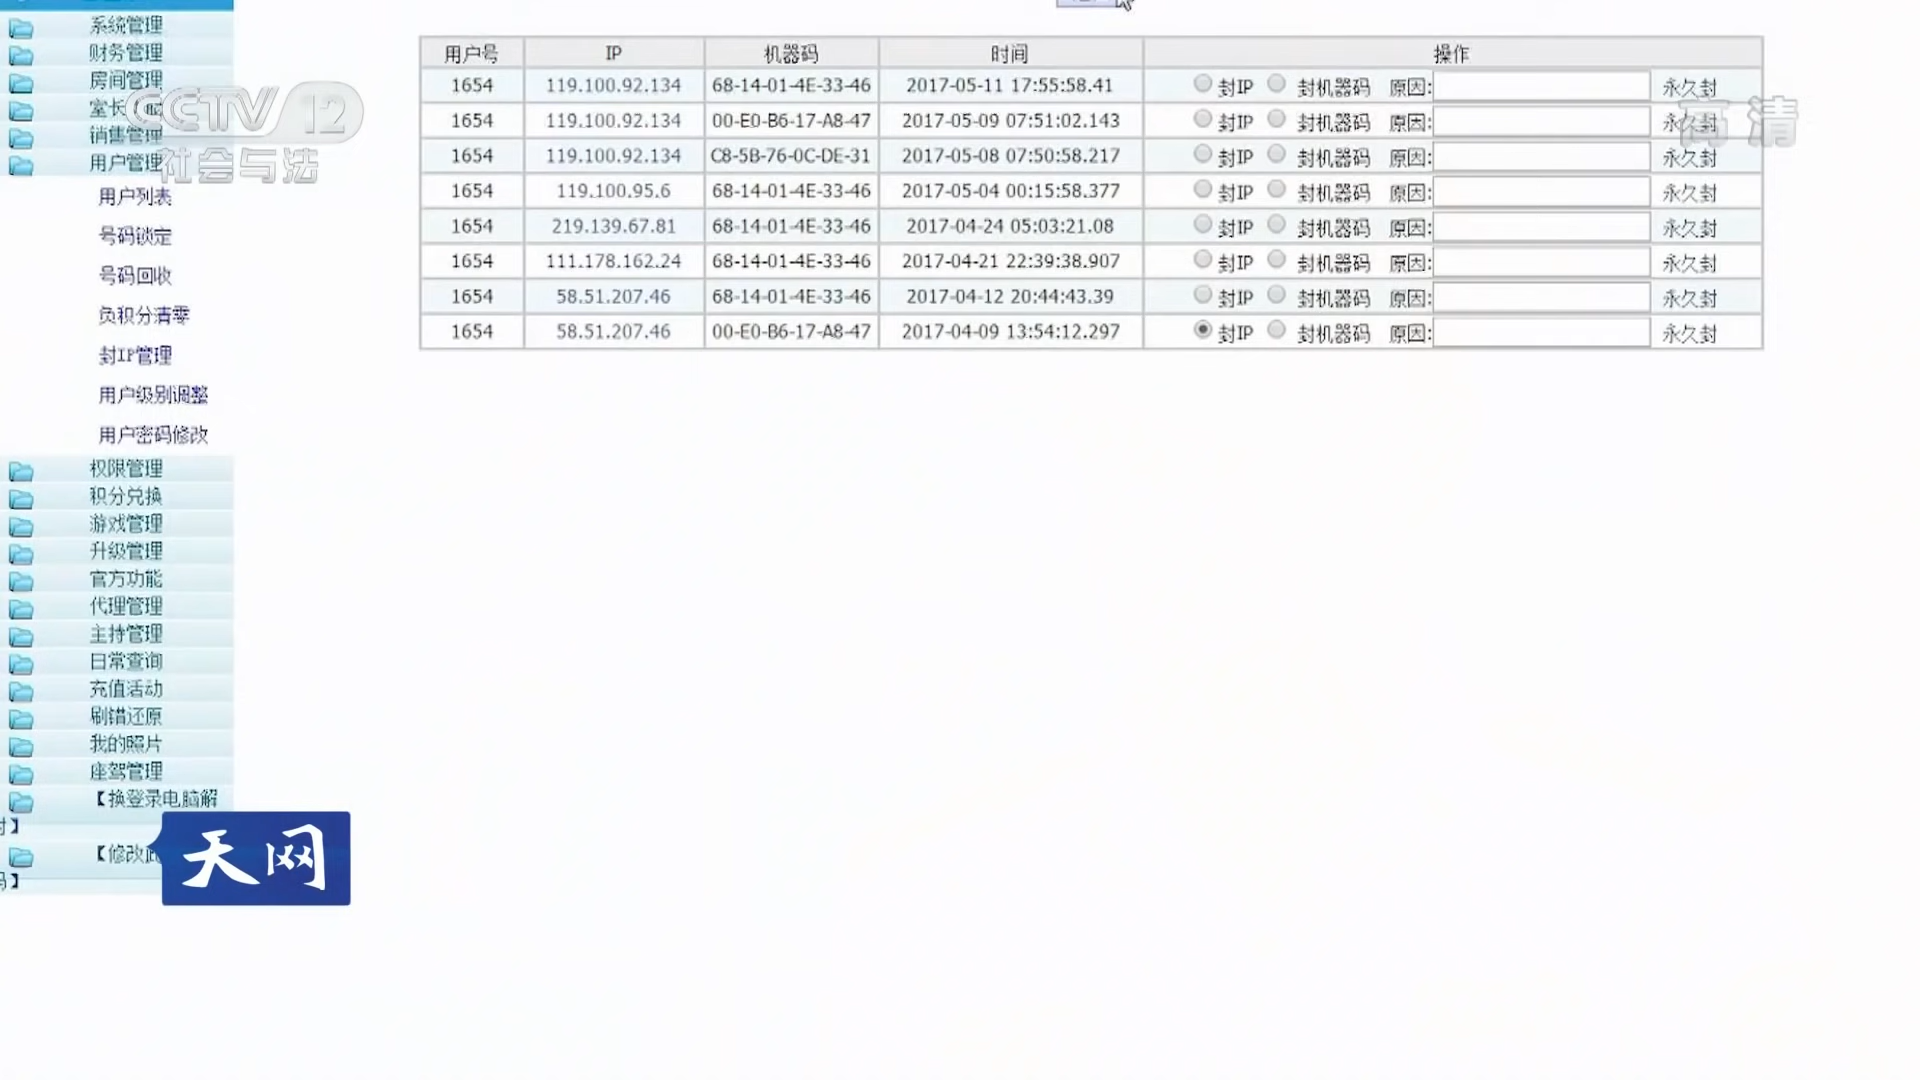 系统管理
财务管理
房间管理
室长
销售管理
用户管理
用户列表
号码锁定
号码回收
负积分清零
封IP管理
用户级别调整
用户密码修改
权限管理
积分兑换
游戏管理
升级管理
官方功能
代理管理
主持管理
日常查询
充值活动
刷错还原
我的照片
座驾管理
【换登录电脑解
封】
【修改
码】
CCTV 12
社会与法
高清
用户号 IP 机器码 时间 操作
1654 119.100.92.134 68-14-01-4E-33-46 2017-05-11 17:55:58.41 封IP 封机器码 原因: 永久封
1654 119.100.92.134 00-E0-B6-17-A8-47 2017-05-09 07:51:02.143 封IP 封机器码 原因: 永久封
1654 119.100.92.134 C8-5B-76-0C-DE-31 2017-05-08 07:50:58.217 封IP 封机器码 原因: 永久封
1654 119.100.95.6 68-14-01-4E-33-46 2017-05-04 00:15:58.377 封IP 封机器码 原因: 永久封
1654 219.139.67.81 68-14-01-4E-33-46 2017-04-24 05:03:21.08 封IP 封机器码 原因: 永久封
1654 111.178.162.24 68-14-01-4E-33-46 2017-04-21 22:39:38.907 封IP 封机器码 原因: 永久封
1654 58.51.207.46 68-14-01-4E-33-46 2017-04-12 20:44:43.39 封IP 封机器码 原因: 永久封
1654 58.51.207.46 00-E0-B6-17-A8-47 2017-04-09 13:54:12.297 封IP 封机器码 原因: 永久封
天网